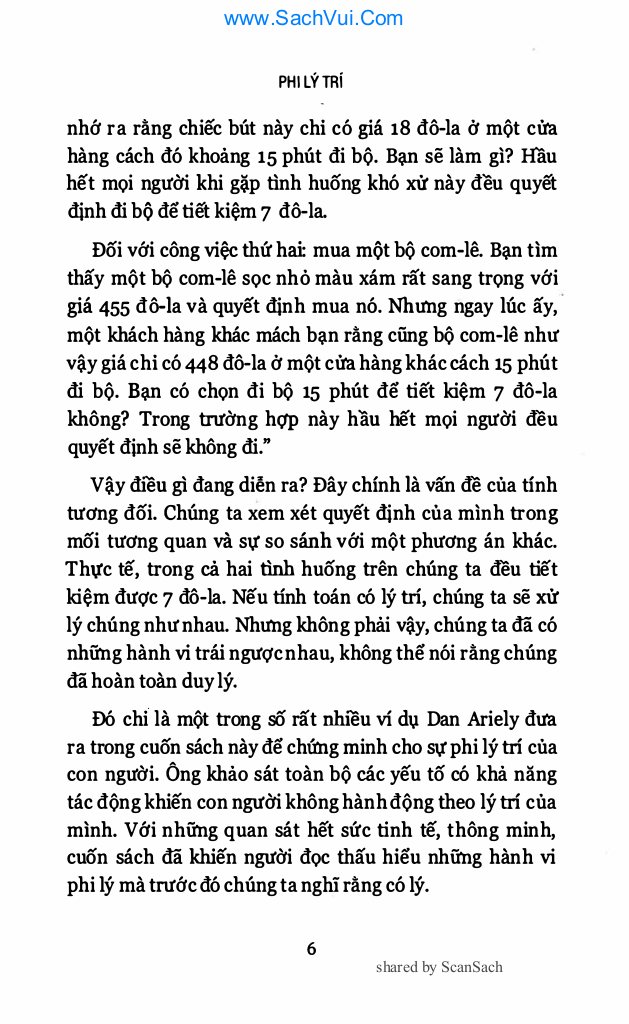 www.SachVui.Com
PHI LÝ TRÍ
nhớ ra rằng chiếc bút này chỉ có giá 18 đô-la ở một cửa
hàng cách đó khoảng 15 phút đi bộ. Bạn sẽ làm gì? Hầu
hết mọi người khi gặp tình huống khó xử này đều quyết
định đi bộ để tiết kiệm 7 đô-la.
Đối với công việc thứ hai: mua một bộ com-lê. Bạn tìm
thấy một bộ com-lê sọc nhỏ màu xám rất sang trọng với
giá 455 đô-la và quyết định mua nó. Nhưng ngay lúc ấy,
một khách hàng khác mách bạn rằng cũng bộ com-lê như
vậy giá chỉ có 448 đô-la ở một cửa hàng khác cách 15 phút
đi bộ. Bạn có chọn đi bộ 15 phút để tiết kiệm 7 đô-la
không? Trong trường hợp này hầu hết mọi người đều
quyết định sẽ không đi.”
Vậy điều gì đang diễn ra? Đây chính là vấn đề của tính
tương đối. Chúng ta xem xét quyết định của mình trong
mối tương quan và sự so sánh với một phương án khác.
Thực tế, trong cả hai tình huống trên chúng ta đều tiết
kiệm được 7 đô-la. Nếu tính toán có lý trí, chúng ta sẽ xử
lý chúng như nhau. Nhưng không phải vậy, chúng ta đã có
những hành vi trái ngược nhau, không thể nói rằng chúng
đã hoàn toàn duy lý.
Đó chỉ là một trong số rất nhiều ví dụ Dan Ariely đưa
ra trong cuốn sách này để chứng minh cho sự phi lý trí của
con người. Ông khảo sát toàn bộ các yếu tố có khả năng
tác động khiến con người không hành động theo lý trí của
mình. Với những quan sát hết sức tinh tế, thông minh,
cuốn sách đã khiến người đọc thấu hiểu những hành vi
phi lý mà trước đó chúng ta nghĩ rằng có lý.
6
shared by ScanSach